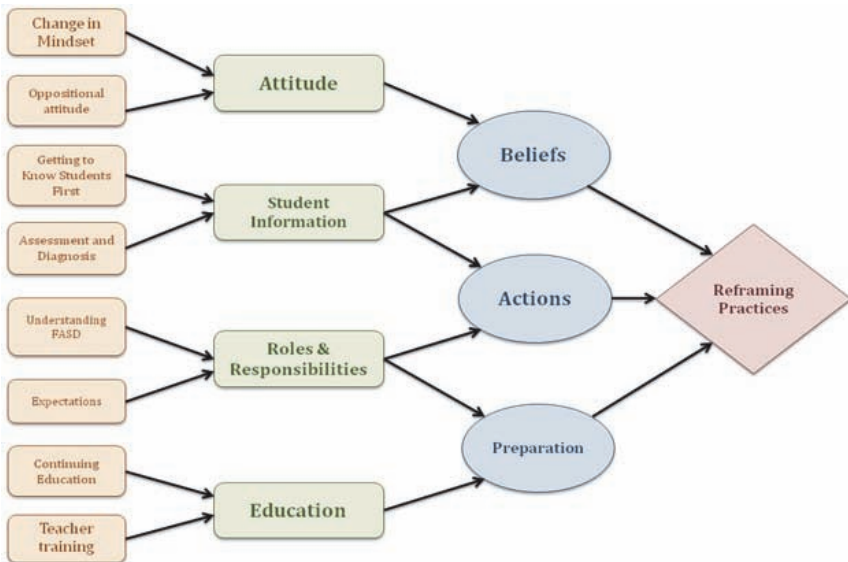 Change in
Mindset
Oppositional
attitude
Getting to
Know Students
First
Assessment and
Diagnosis
Understanding
FASD
Expectations
Continuing
Education
Teacher
training
Attitude
Student
Information
Roles &
Responsibilities
Education
Beliefs
Actions
Preparation
Reframing
Practices